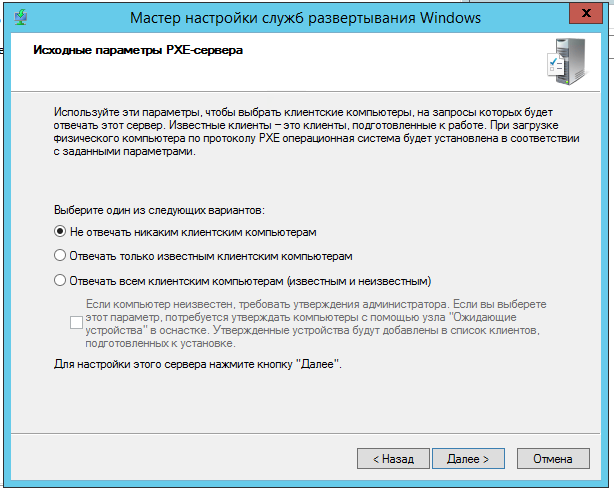 Мастер настройки служб развертывания Windows
x
Исходные параметры PXE-сервера
Используйте эти параметры, чтобы выбрать клиентские компьютеры, на запросы которых будет
отвечать этот сервер. Известные клиенты – это клиенты, подготовленные к работе. При загрузке
физического компьютера по протоколу PXE операционная система будет установлена в соответствии
с заданными параметрами.
Выберите один из следующих вариантов:
Не отвечать никаким клиентским компьютерам
Отвечать только известным клиентским компьютерам
Отвечать всем клиентским компьютерам (известным и неизвестным)
Если компьютер неизвестен, требовать утверждения администратора. Если вы выберете
этот параметр, потребуется утверждать компьютеры с помощью узла "Ожидающие
устройства" в оснастке. Утвержденные устройства будут добавлены в список клиентов,
подготовленных к установке.
Для настройки этого сервера нажмите кнопку "Далее".
< Назад
Далее >
Отмена